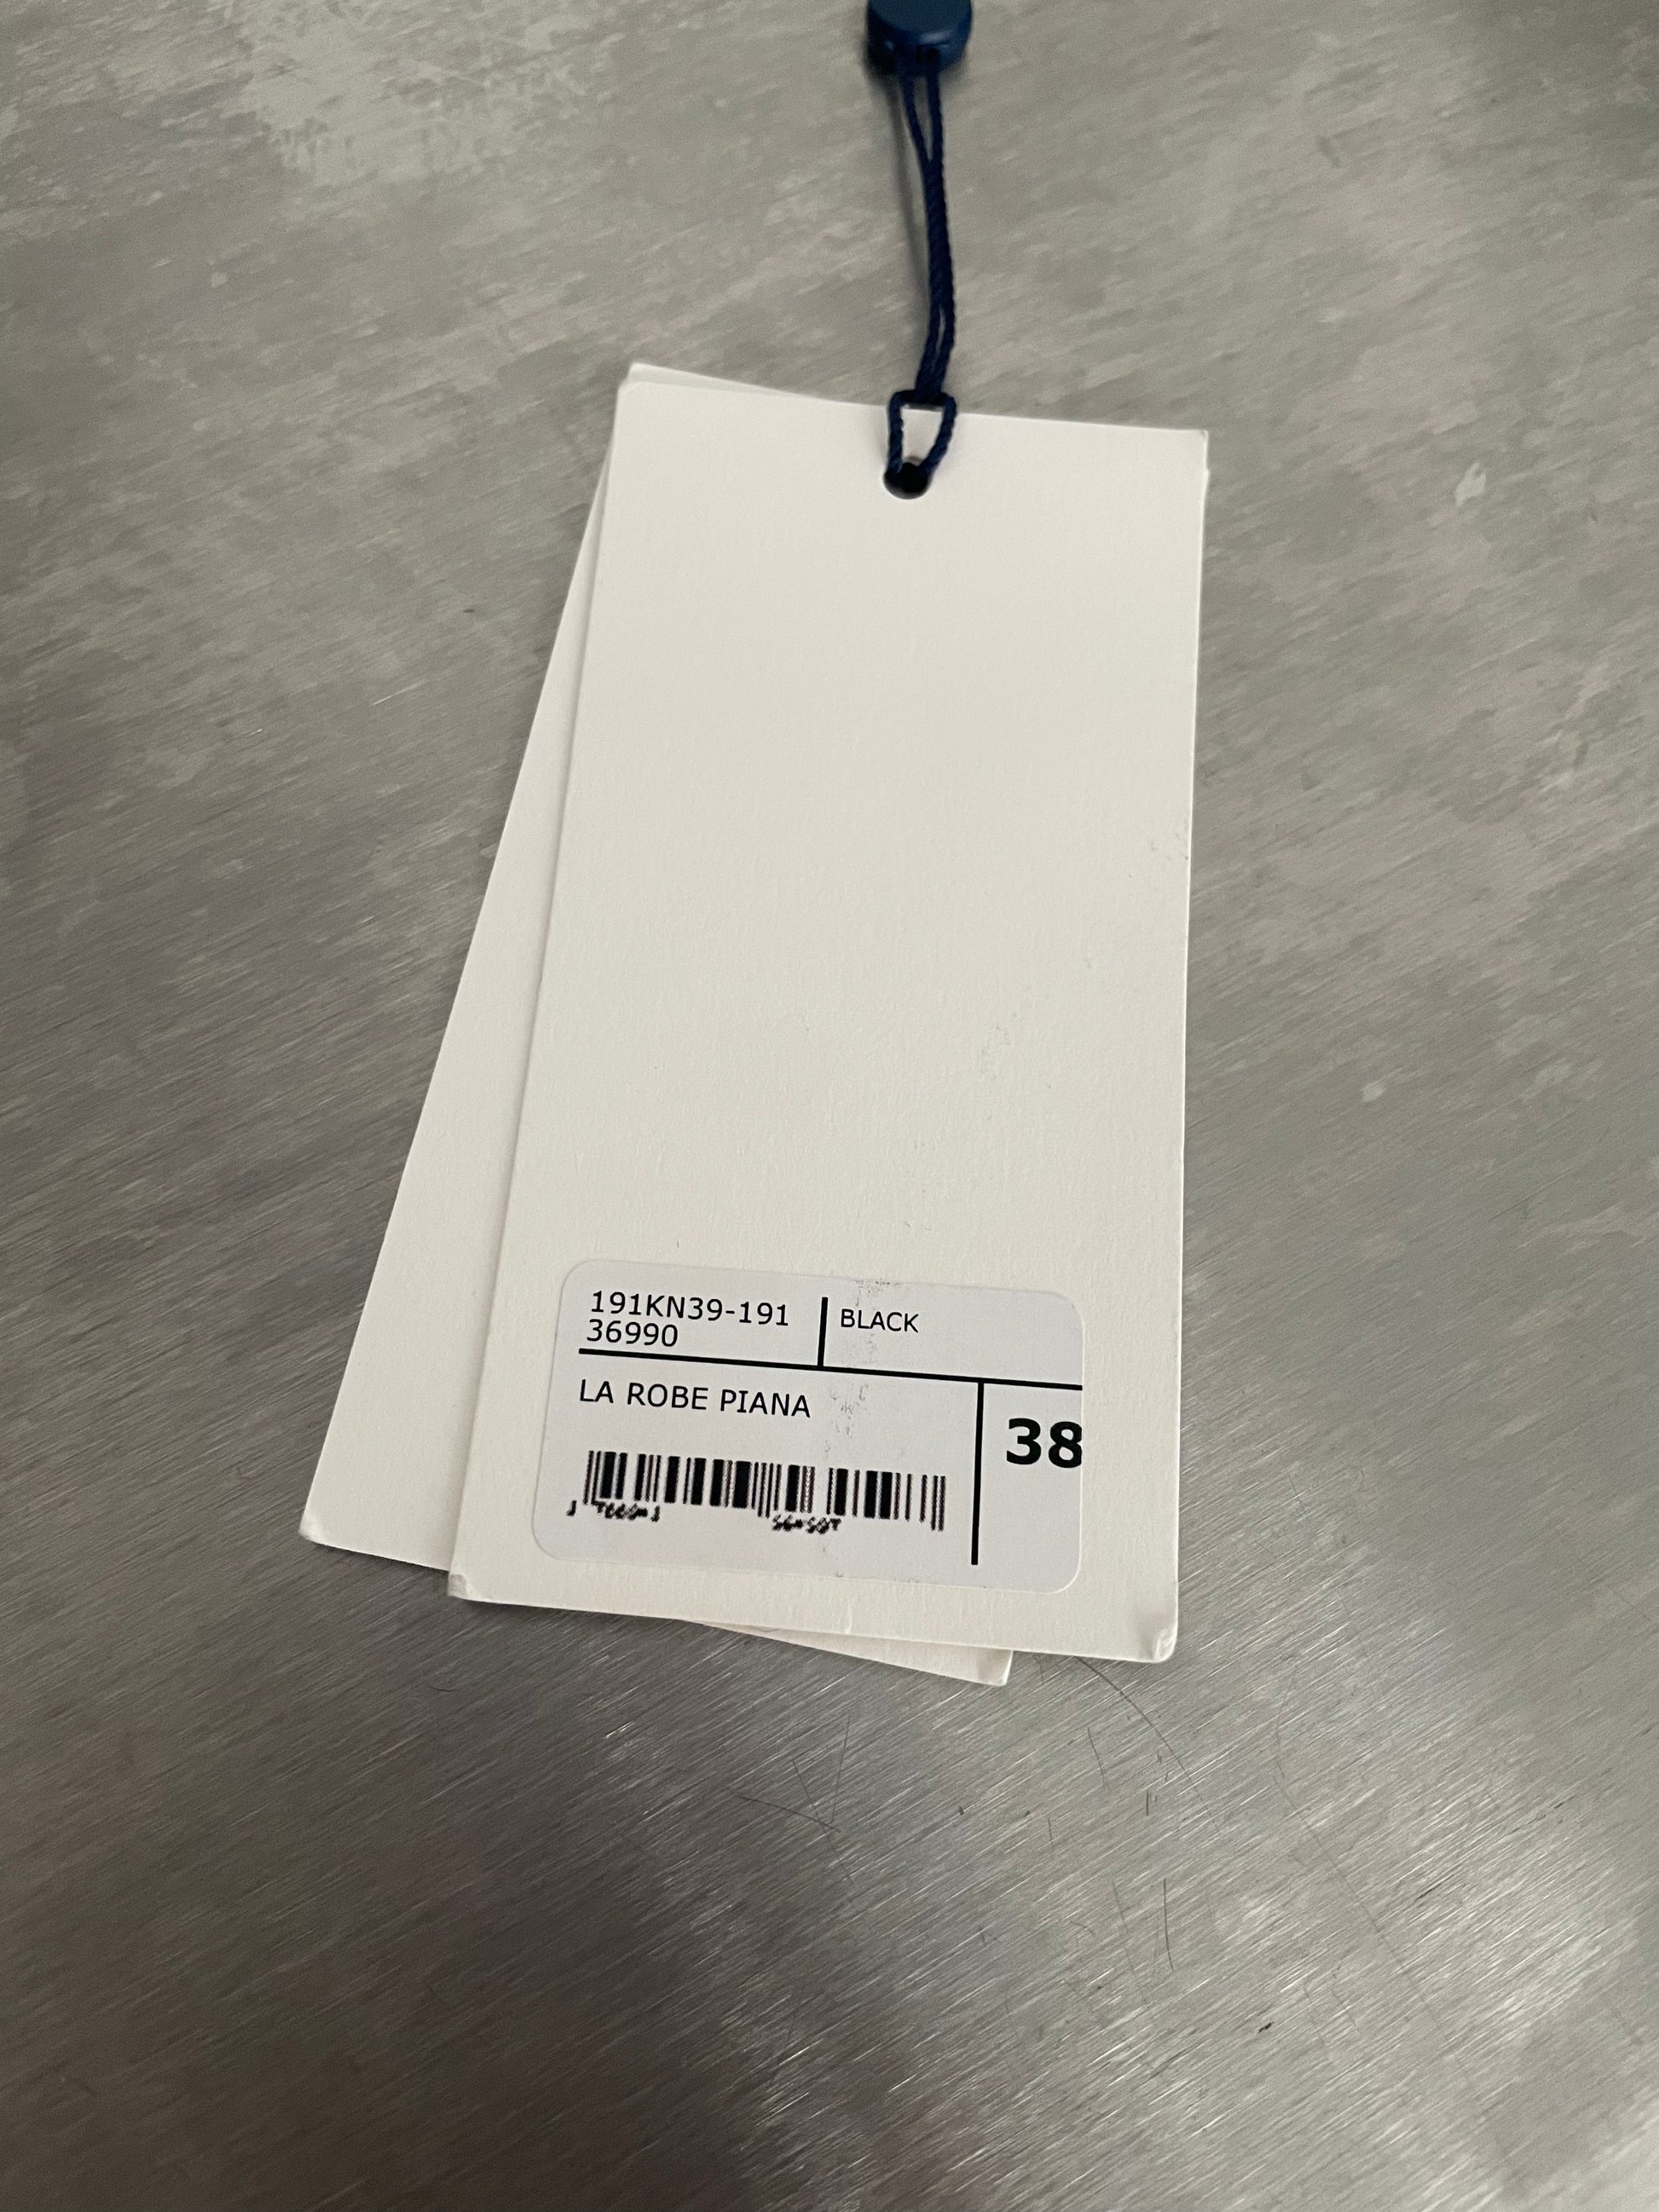 191KN39-191
36990
BLACK
LA ROBE PIANA
38